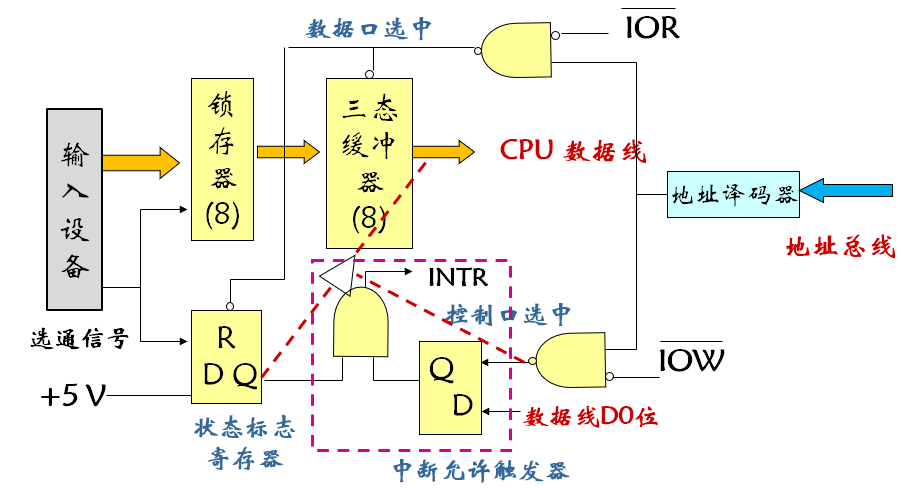 数据口选中
IOR
锁
存
器
(8)
三态
缓冲
器
(8)
输
入
设
备
CPU 数据线
地址译码器
地址总线
INTR
控制口选中
选通信号
R
D Q
+5 V
Q
D
IOW
数据线D0位
状态标志
寄存器
中断允许触发器